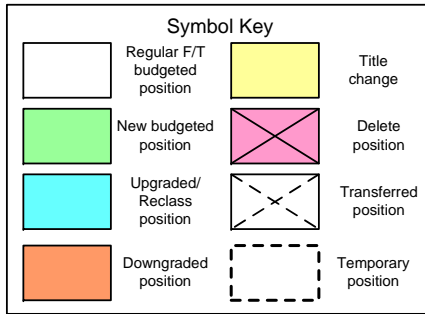 Symbol Key
Regular F/T
budgeted
position
Title
change
New budgeted
position
Delete
position
Upgraded/
Reclass
position
Transferred
position
Downgraded
position
Temporary
position